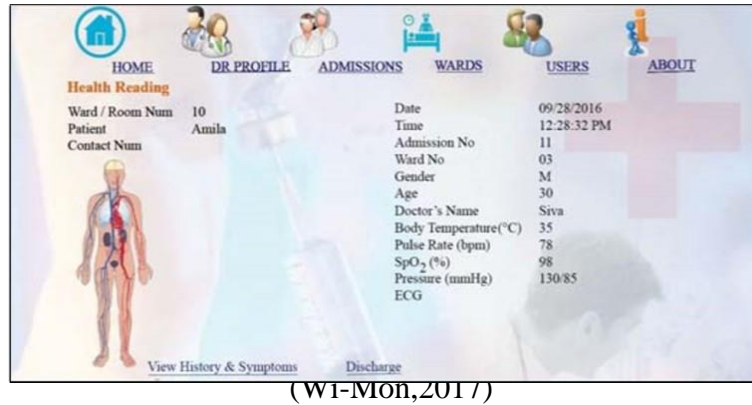 HOME DR PROFILE ADMISSIONS WARDS USERS ABOUT
Health Reading
Ward / Room Num 10
Patient Amila
Contact Num
Date 09/28/2016
Time 12:28:32 PM
Admission No 11
Ward No 03
Gender M
Age 30
Doctor's Name Siva
Body Temperature(°C) 35
Pulse Rate (bpm) 78
SpO2 (%) 98
Pressure (mmHg) 130/85
ECG
View History & Symptoms Discharge
(Wi-Mon,2017)